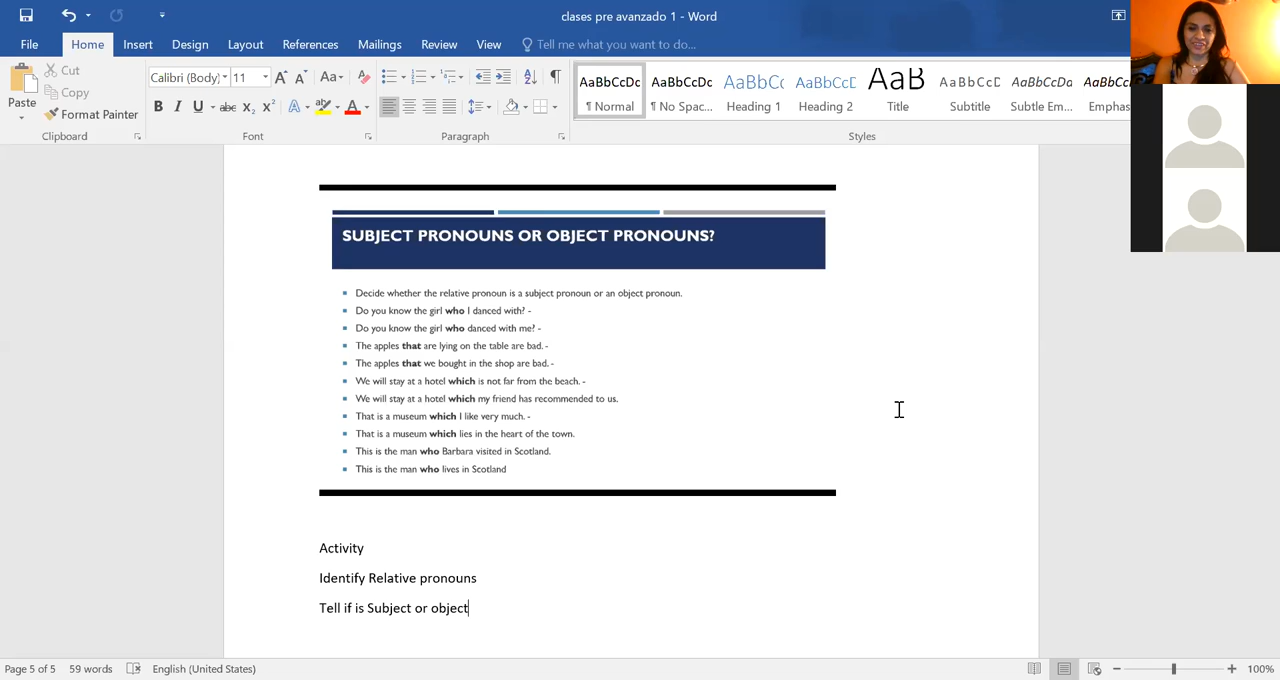 clases pre avanzado 1 - Word
File Home Insert Design Layout References Mailings Review View Tell me what you want to do...
Paste
Cut
Copy
Format Painter
Clipboard
Calibri (Body) 11
Font
Paragraph
AaBbCcDc AaBbCcDc AaBbC AaBbCcD AaB AaBbCcD AaBbCcDc AaBbCcDc
¶ Normal ¶ No Spac... Heading 1 Heading 2 Title Subtitle Subtle Em... Emphas
Styles
SUBJECT PRONOUNS OR OBJECT PRONOUNS?
Decide whether the relative pronoun is a subject pronoun or an object pronoun.
Do you know the girl who I danced with? -
Do you know the girl who danced with me? -
The apples that are lying on the table are bad. -
The apples that we bought in the shop are bad. -
We will stay at a hotel which is not far from the beach. -
We will stay at a hotel which my friend has recommended to us.
That is a museum which I like very much. -
That is a museum which lies in the heart of the town.
This is the man who Barbara visited in Scotland.
This is the man who lives in Scotland
Activity
Identify Relative pronouns
Tell if is Subject or object
Page 5 of 5 59 words English (United States) 100%